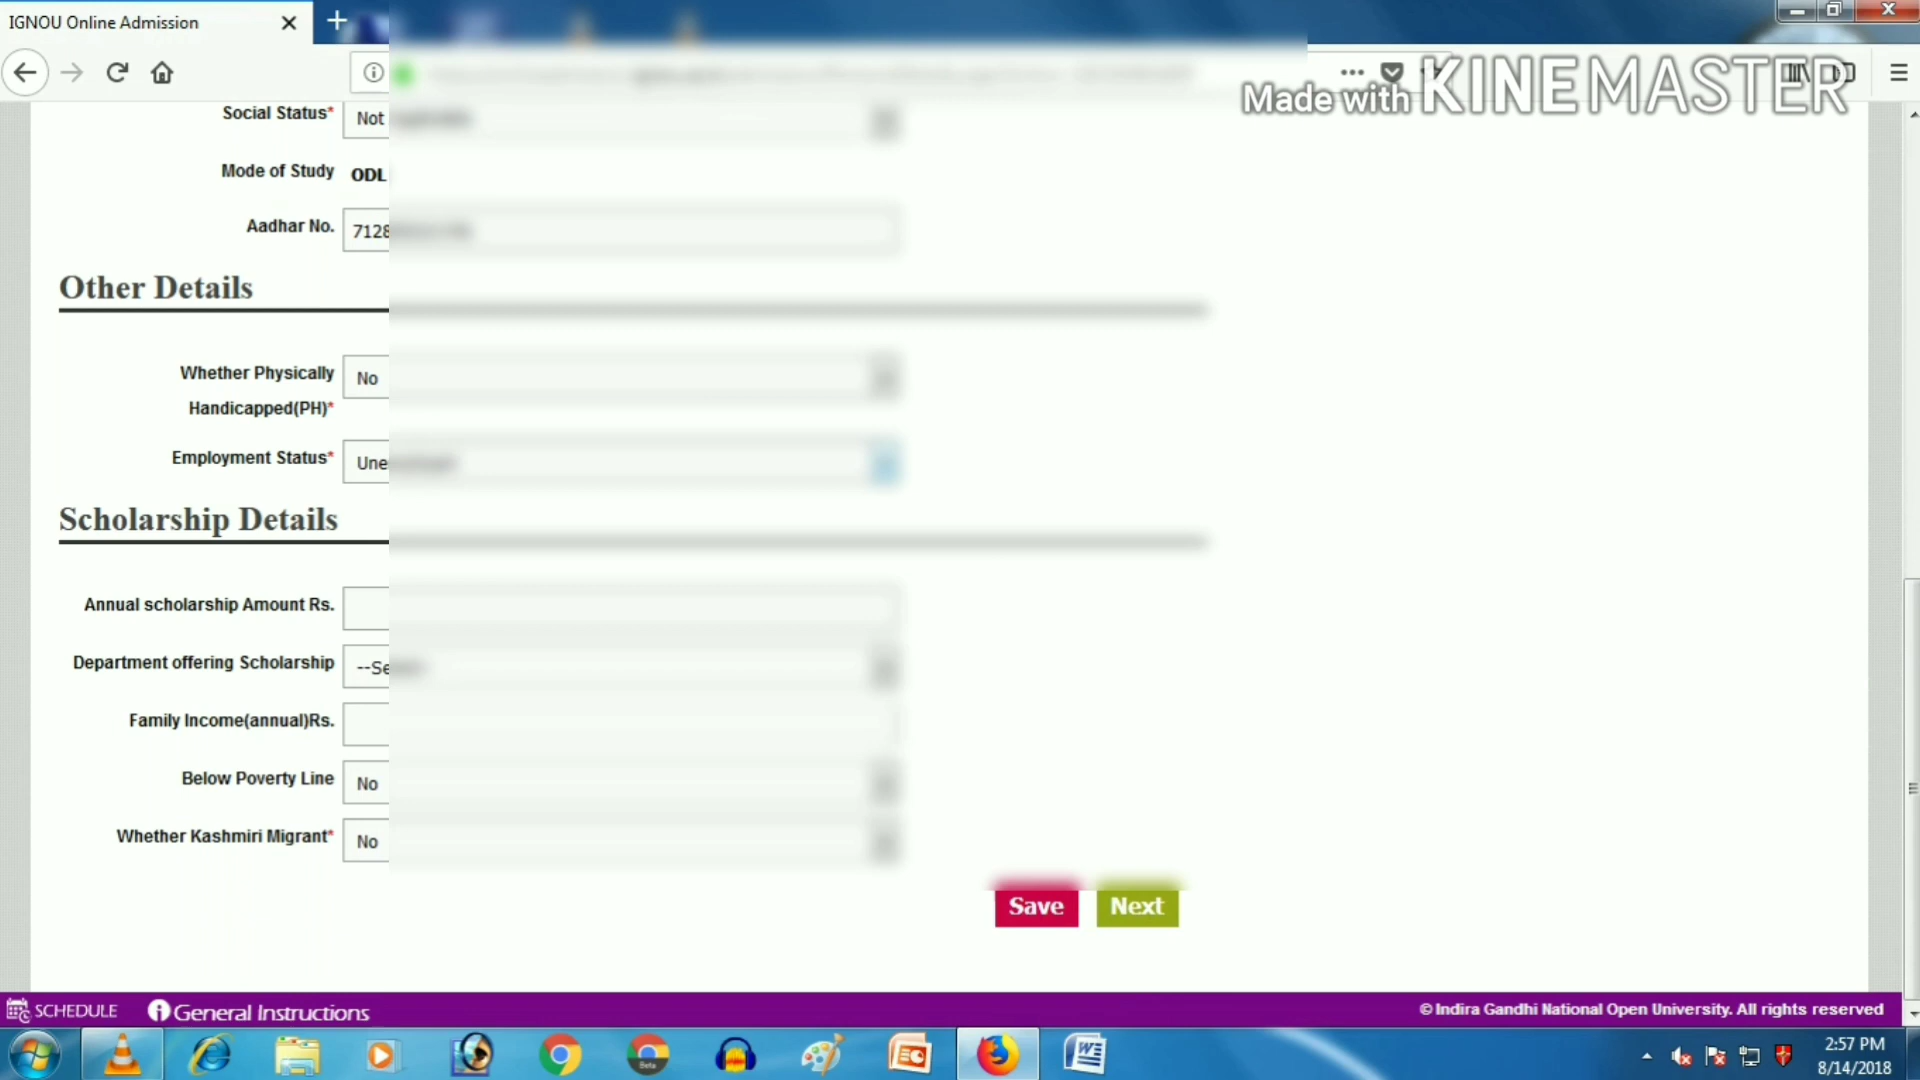 IGNOU Online Admission
Made with KINEMASTER
Social Status* Not
Mode of Study ODL
Aadhar No. 7128
Other Details
Whether Physically Handicapped(PH)* No
Employment Status* Une
Scholarship Details
Annual scholarship Amount Rs.
Department offering Scholarship --Se
Family Income(annual)Rs.
Below Poverty Line No
Whether Kashmiri Migrant* No
Save Next
SCHEDULE General Instructions © Indira Gandhi National Open University. All rights reserved
Beta
2:57 PM
8/14/2018